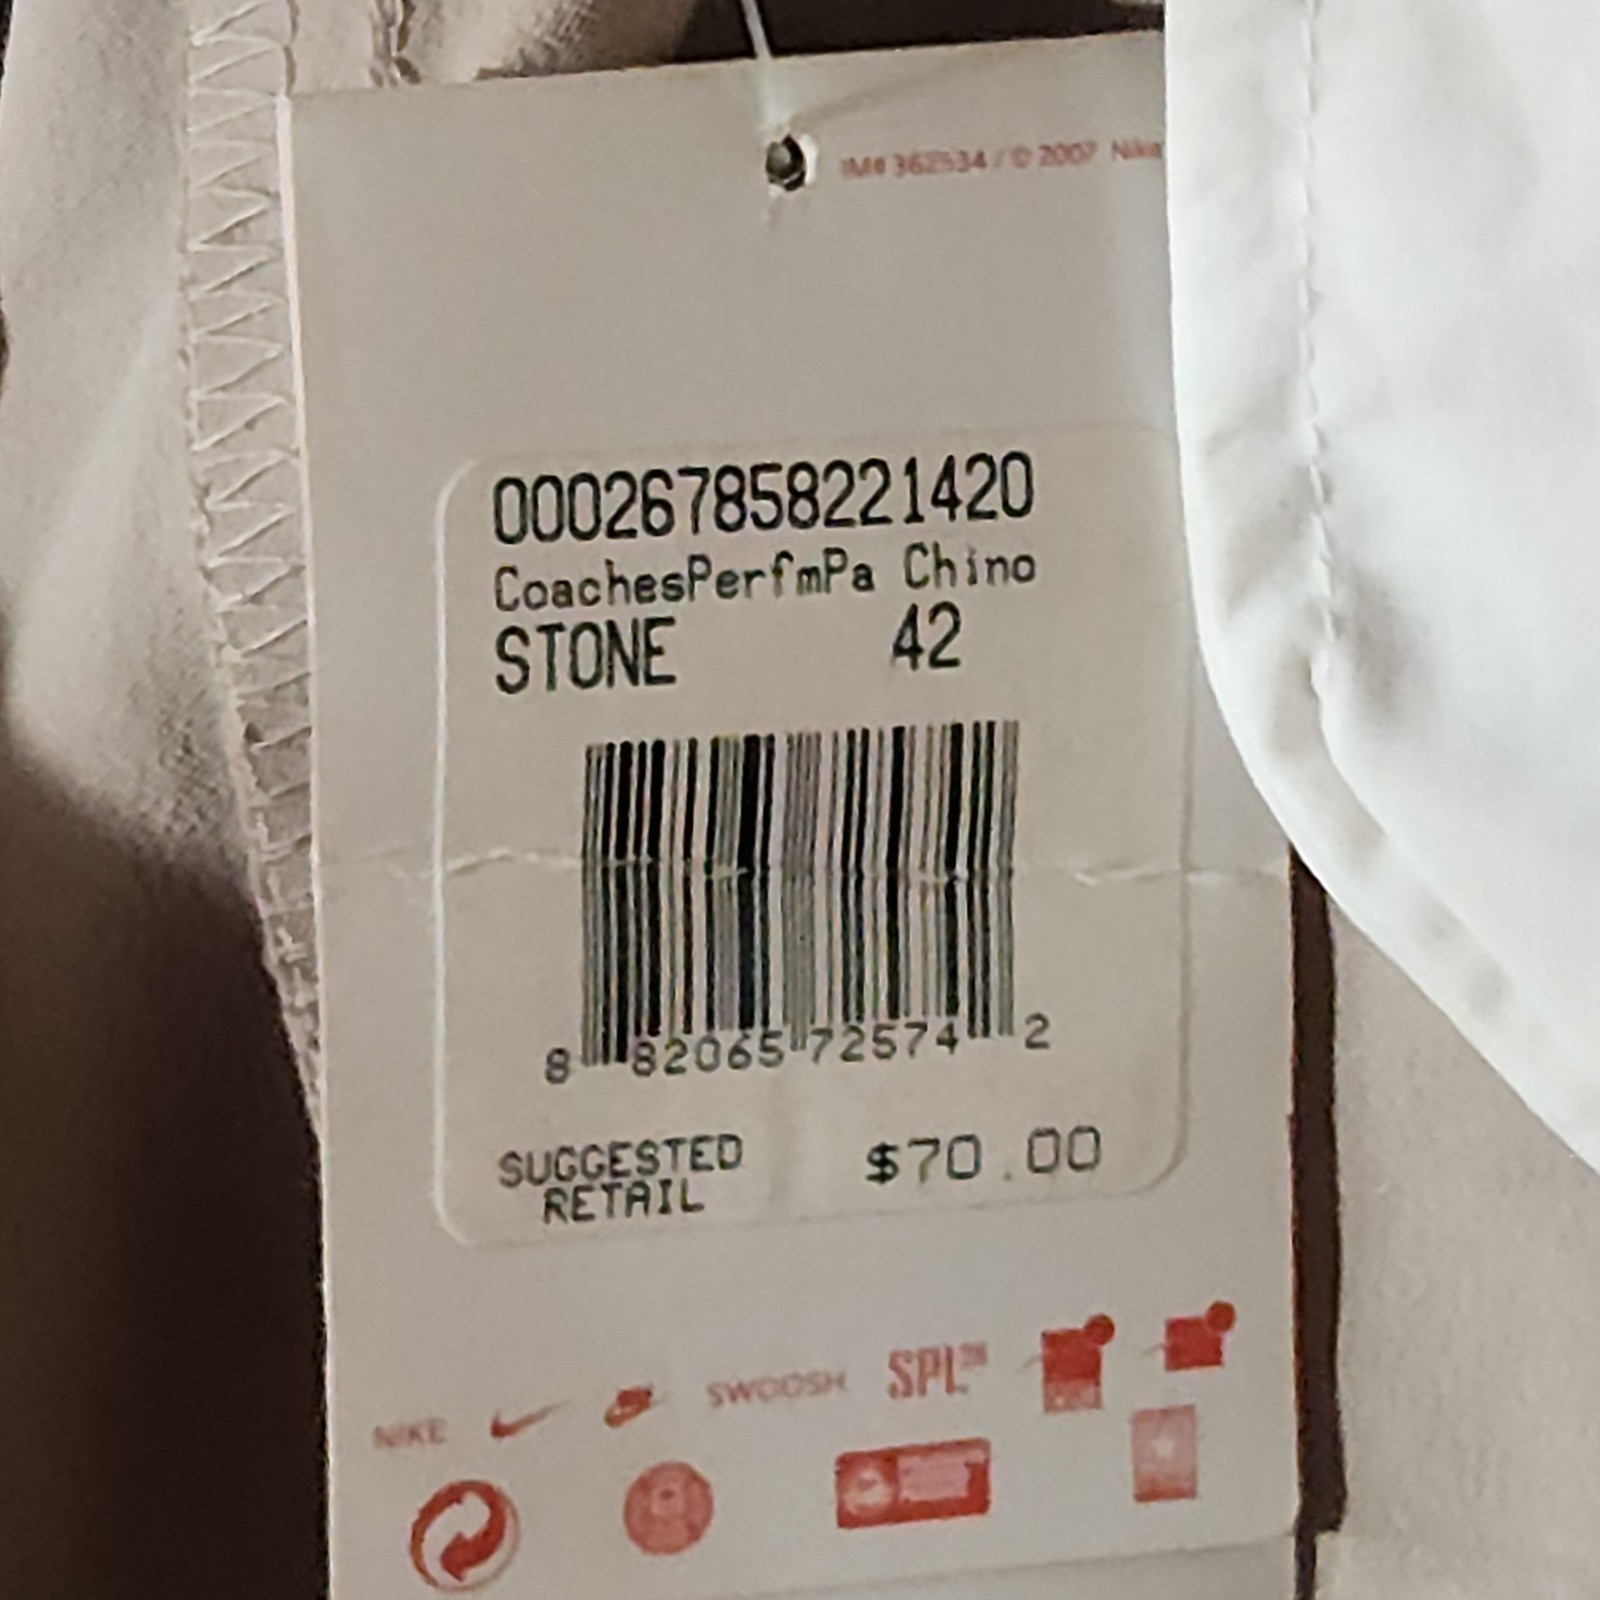 IM# 362534 / © 2007 Nike
000267858221420
CoachesPerfmPa Chino
STONE 42
8 82065 72574 2
SUGGESTED RETAIL $70.00
NIKE SWOOSH SPL.28